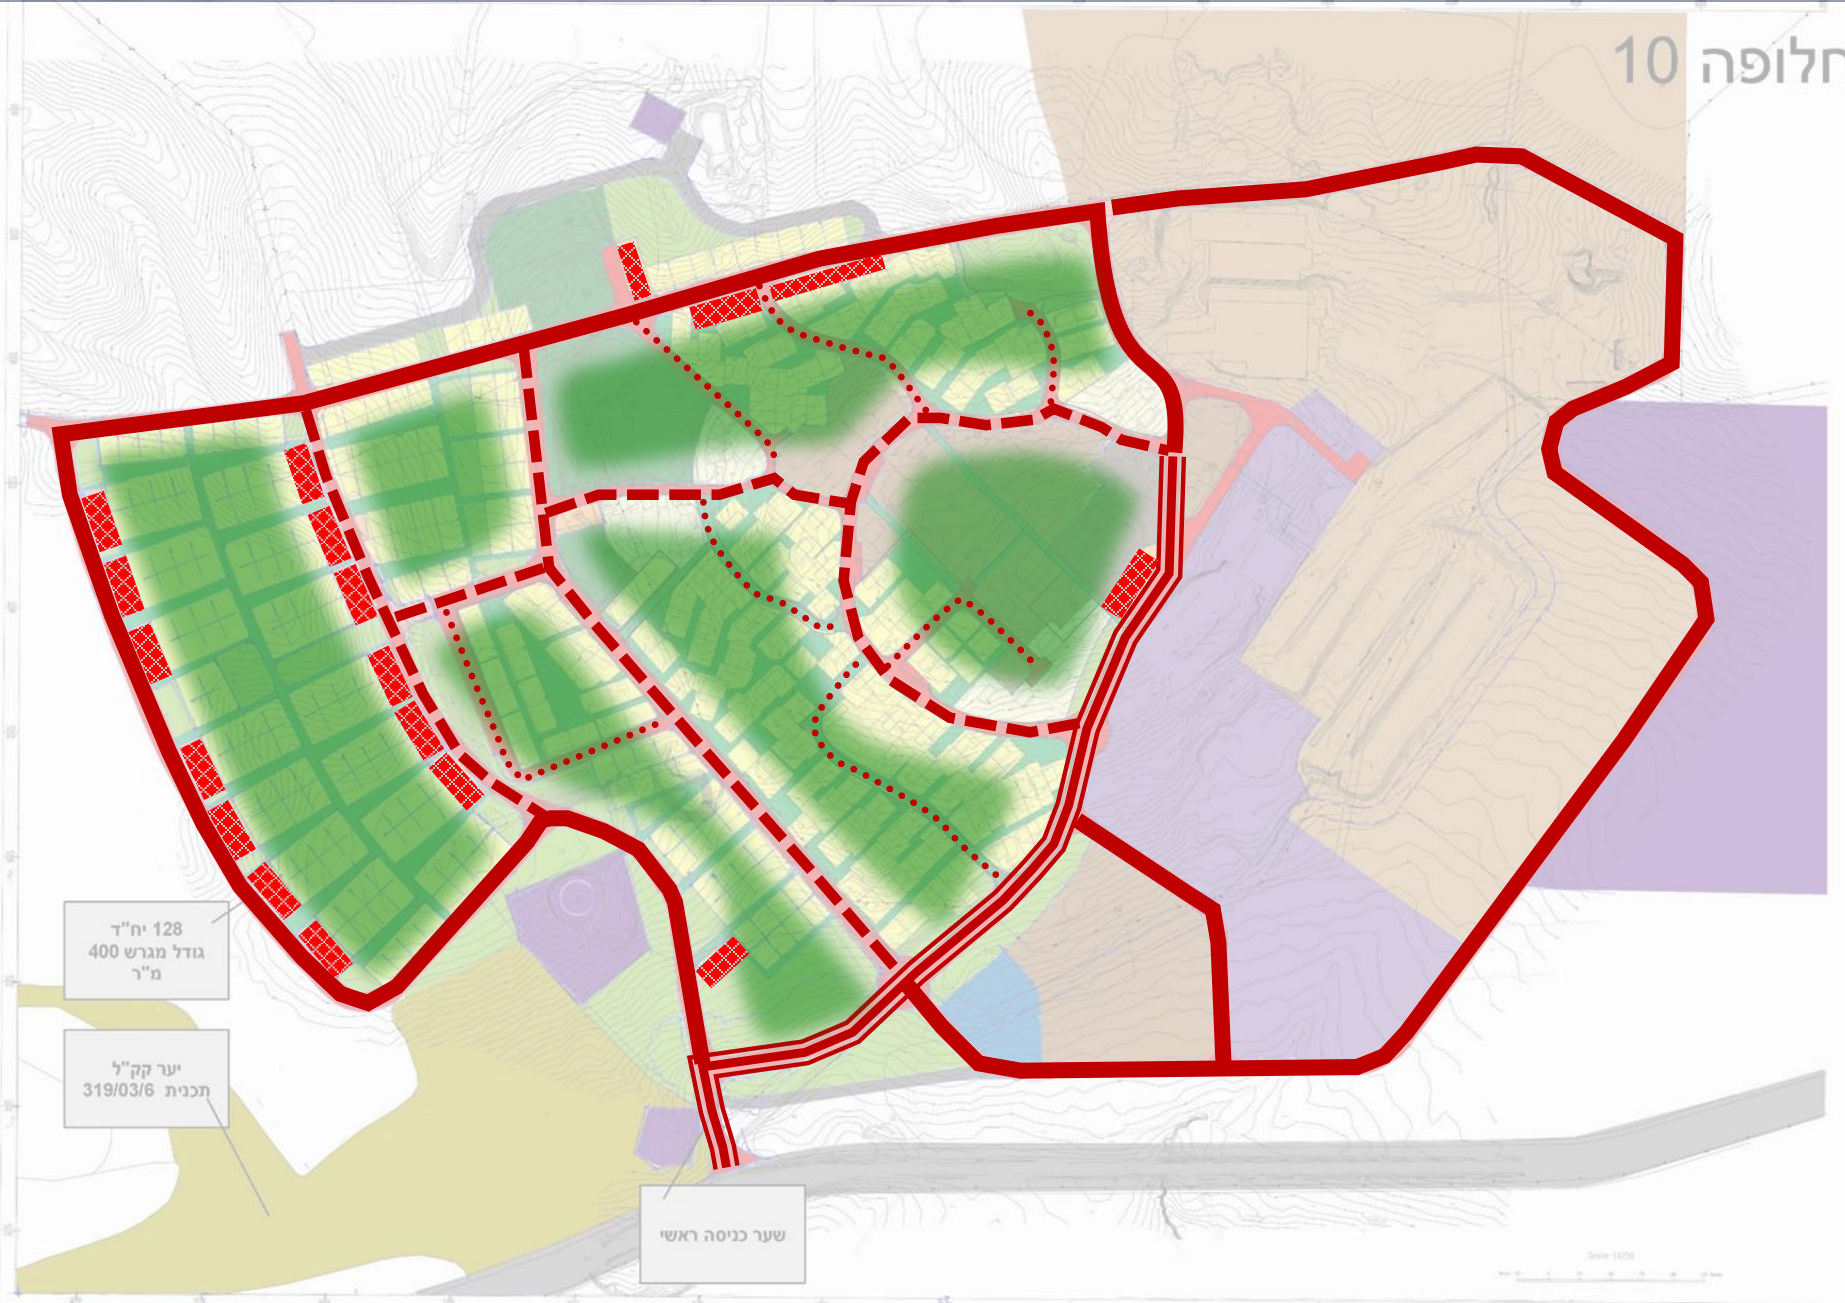 חלופה 10
128 יח"ד
גודל מגרש 400
מ"ר
יער קק"ל
תכנית 319/03/6
שער כניסה ראשי